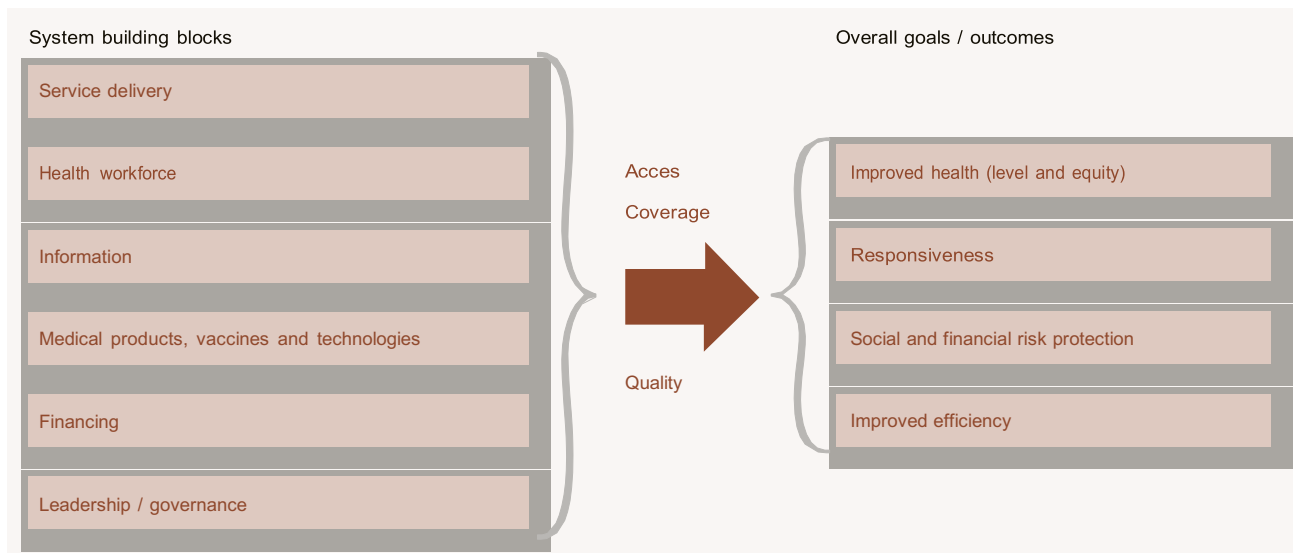 System building blocks
Service delivery
Health workforce
Information
Medical products, vaccines and technologies
Financing
Leadership / governance
Acces
Coverage
Quality
Overall goals / outcomes
Improved health (level and equity)
Responsiveness
Social and financial risk protection
Improved efficiency